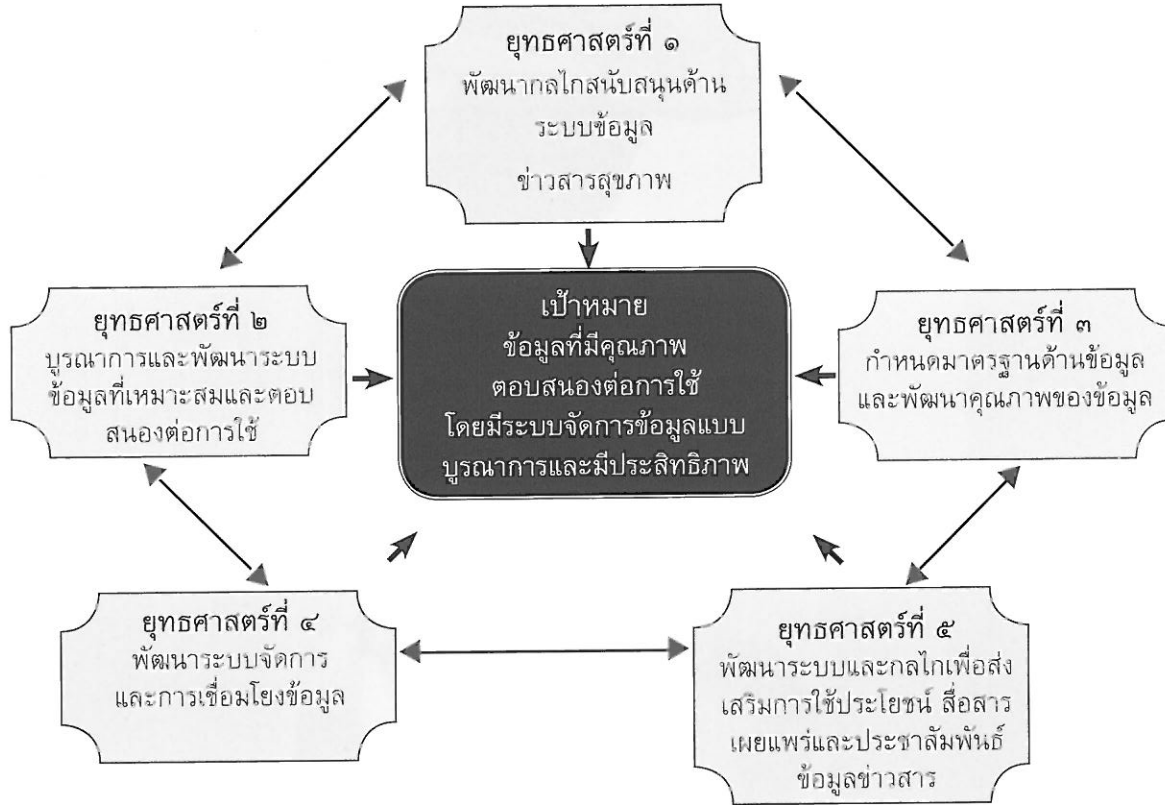 ยุทธศาสตร์ที่ ๑
พัฒนากลไกสนับสนุนด้าน
ระบบข้อมูล
ข่าวสารสุขภาพ
ยุทธศาสตร์ที่ ๒
บูรณาการและพัฒนาระบบ
ข้อมูลที่เหมาะสมและตอบ
สนองต่อการใช้
เป้าหมาย
ข้อมูลที่มีคุณภาพ
ตอบสนองต่อการใช้
โดยมีระบบจัดการข้อมูลแบบ
บูรณาการและมีประสิทธิภาพ
ยุทธศาสตร์ที่ ๓
กำหนดมาตรฐานด้านข้อมูล
และพัฒนาคุณภาพของข้อมูล
ยุทธศาสตร์ที่ ๔
พัฒนาระบบจัดการ
และการเชื่อมโยงข้อมูล
ยุทธศาสตร์ที่ ๕
พัฒนาระบบและกลไกเพื่อส่ง
เสริมการใช้ประโยชน์ สื่อสาร
เผยแพร่และประชาสัมพันธ์
ข้อมูลข่าวสาร